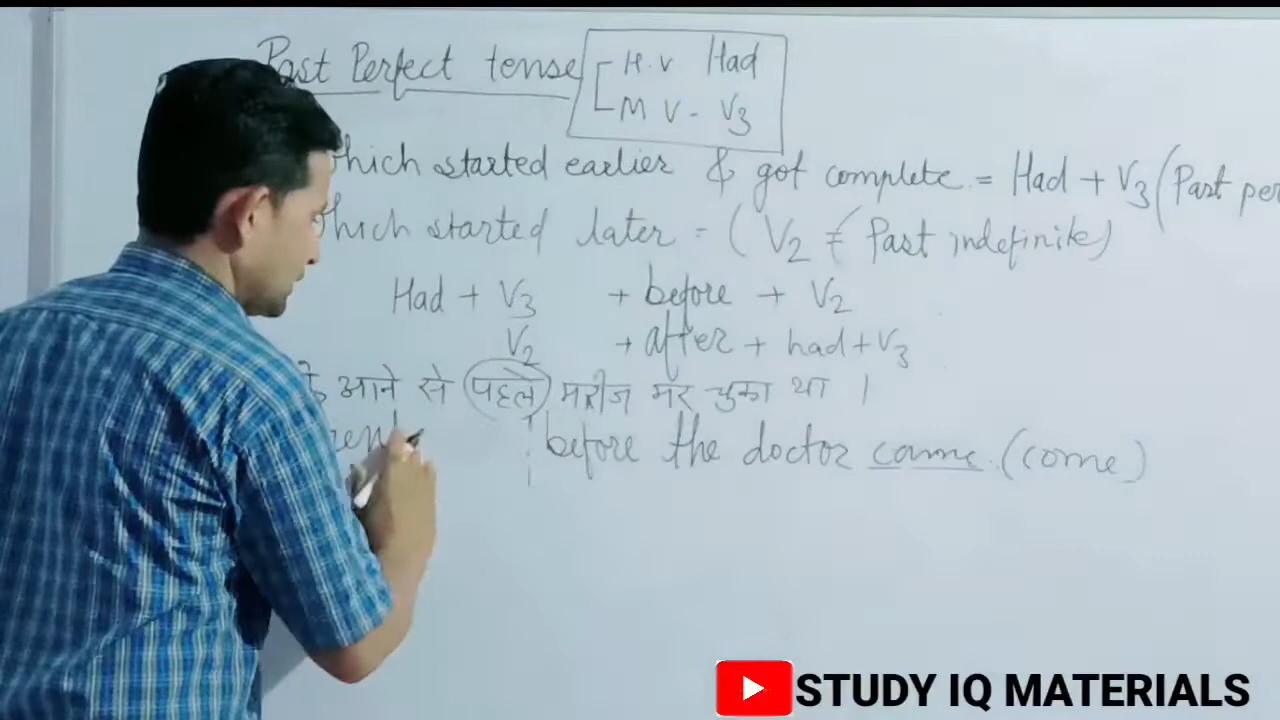 Past Perfect tense H.V Had
M V - V3
which started earlier & got complete = Had + V3 (Past per
which started later = ( V2 = Past indefinite)
Had + V3 + before + V2
V2 + after + had + V3
के आने से पहले मरीज मर चुका था ।
before the doctor came (come)
STUDY IQ MATERIALS